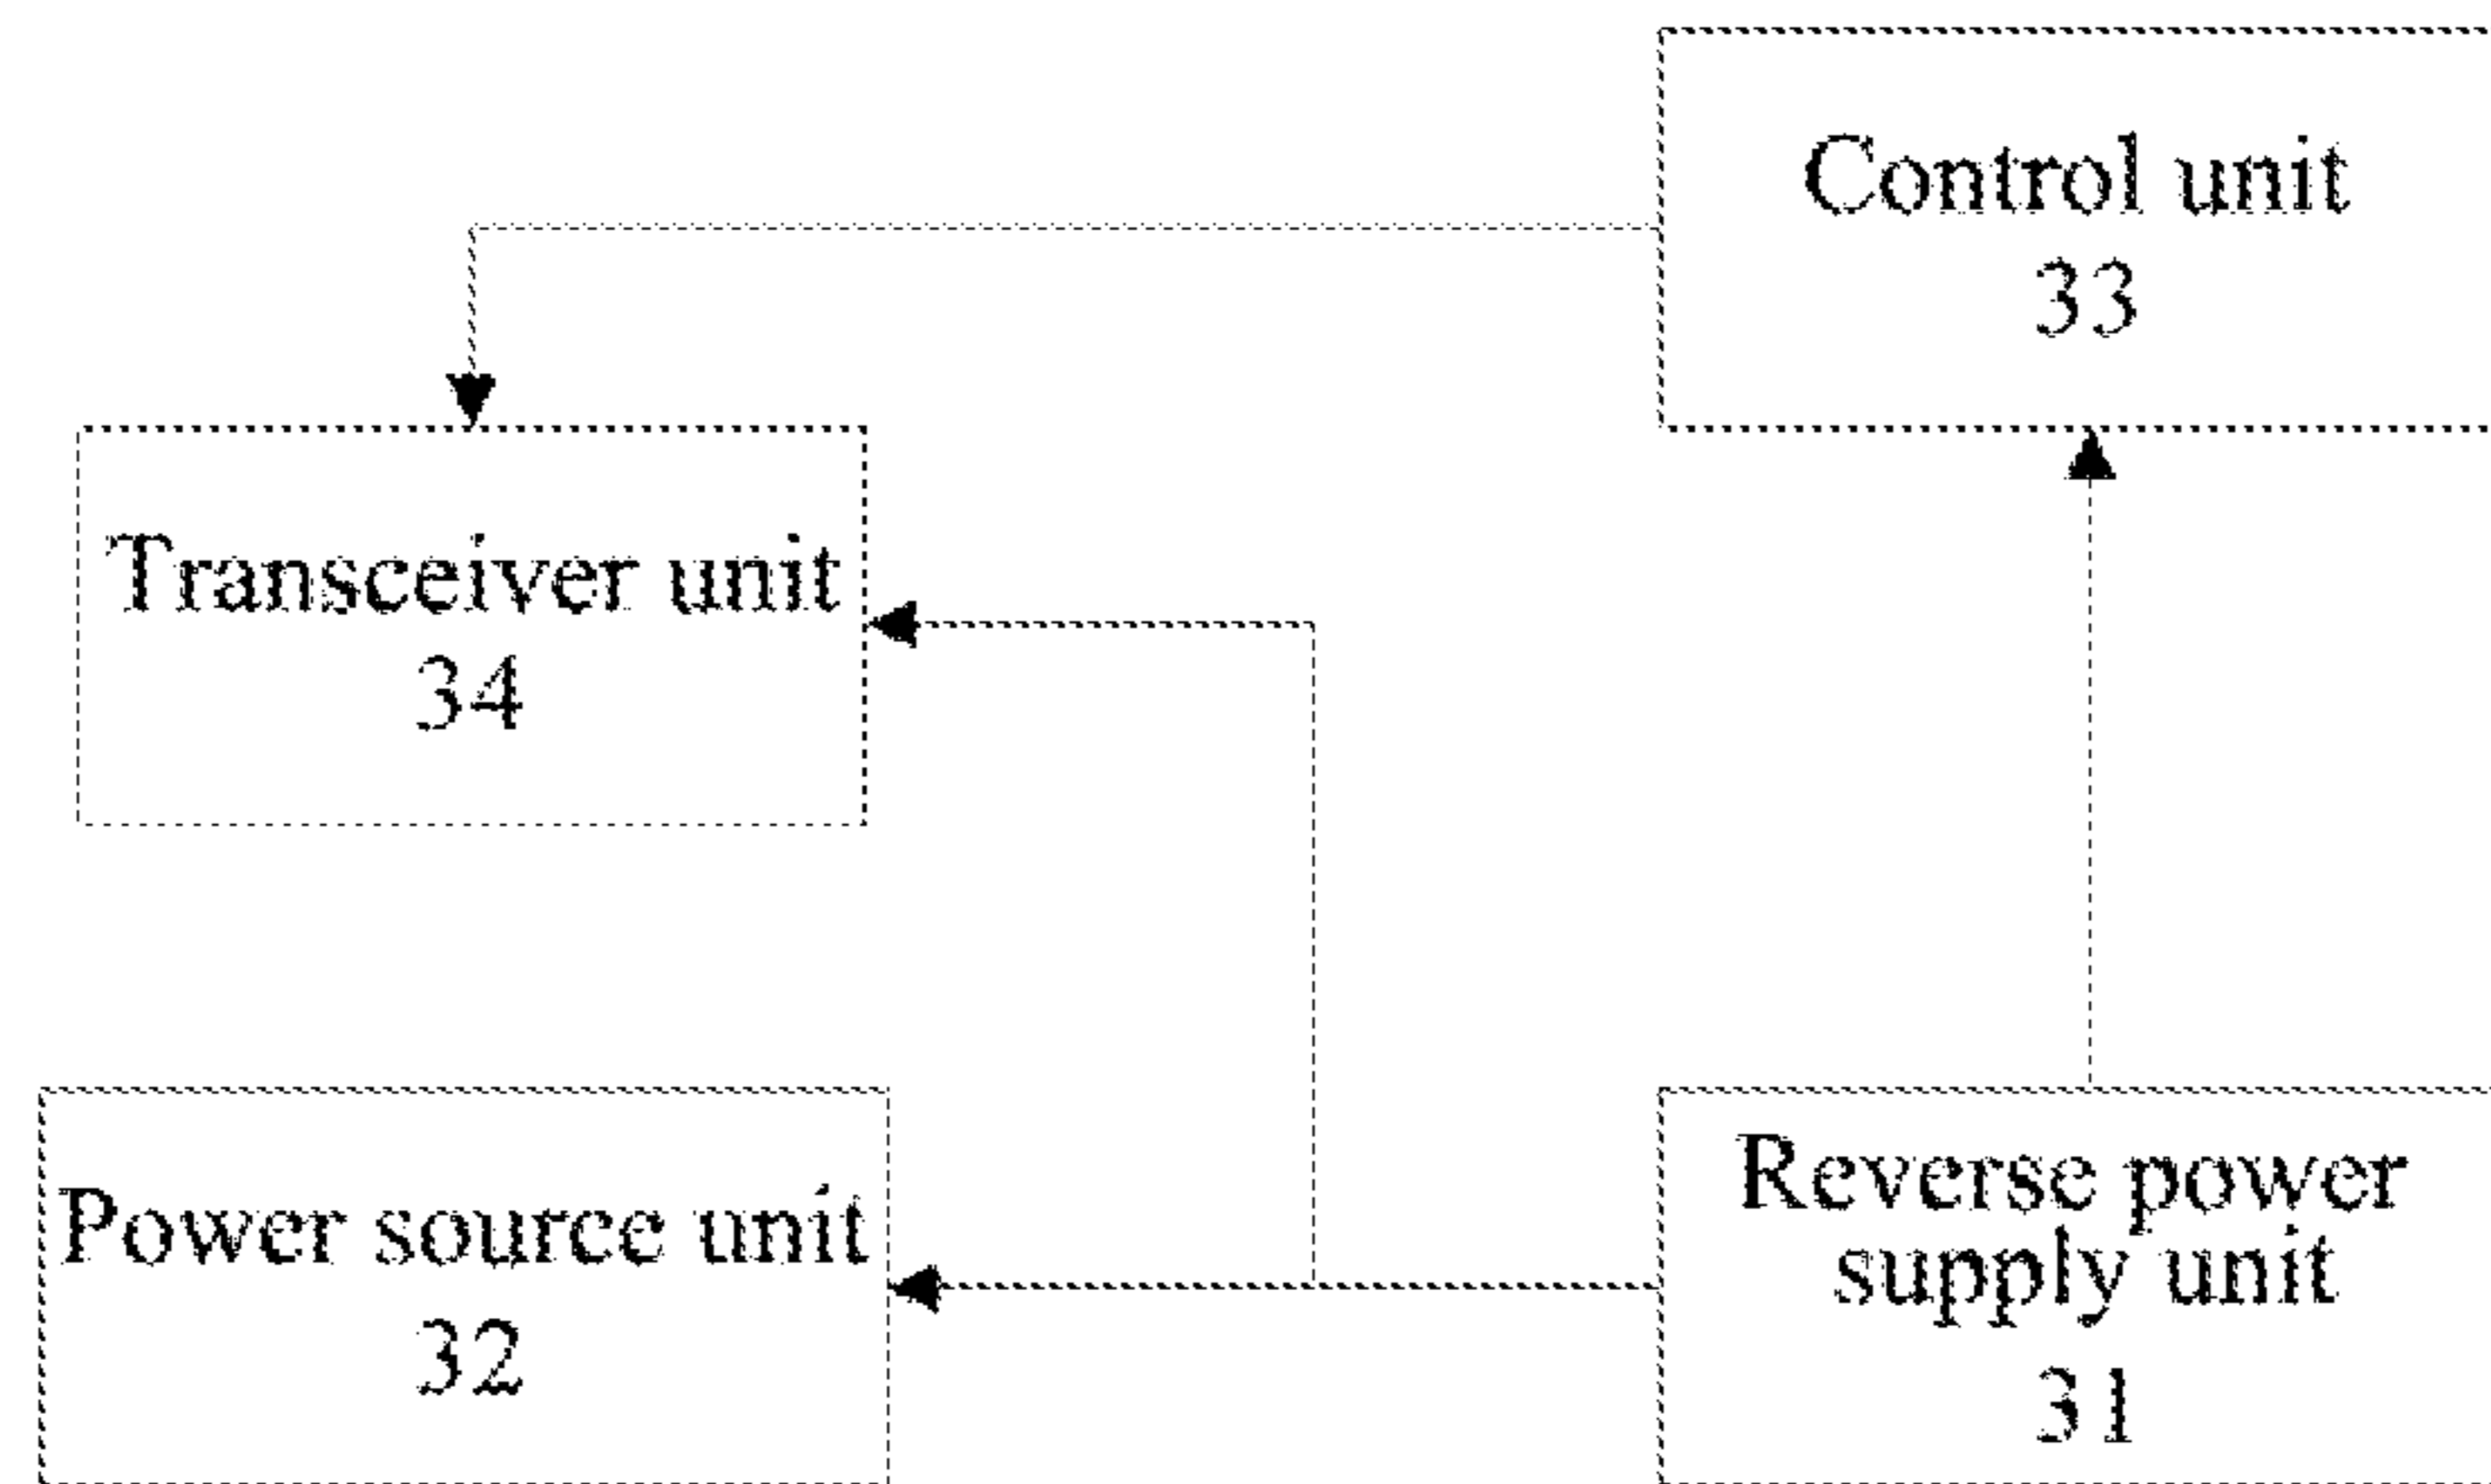 Control unit
33
Transceiver unit
34
Power source unit
32
Reverse power
supply unit
31